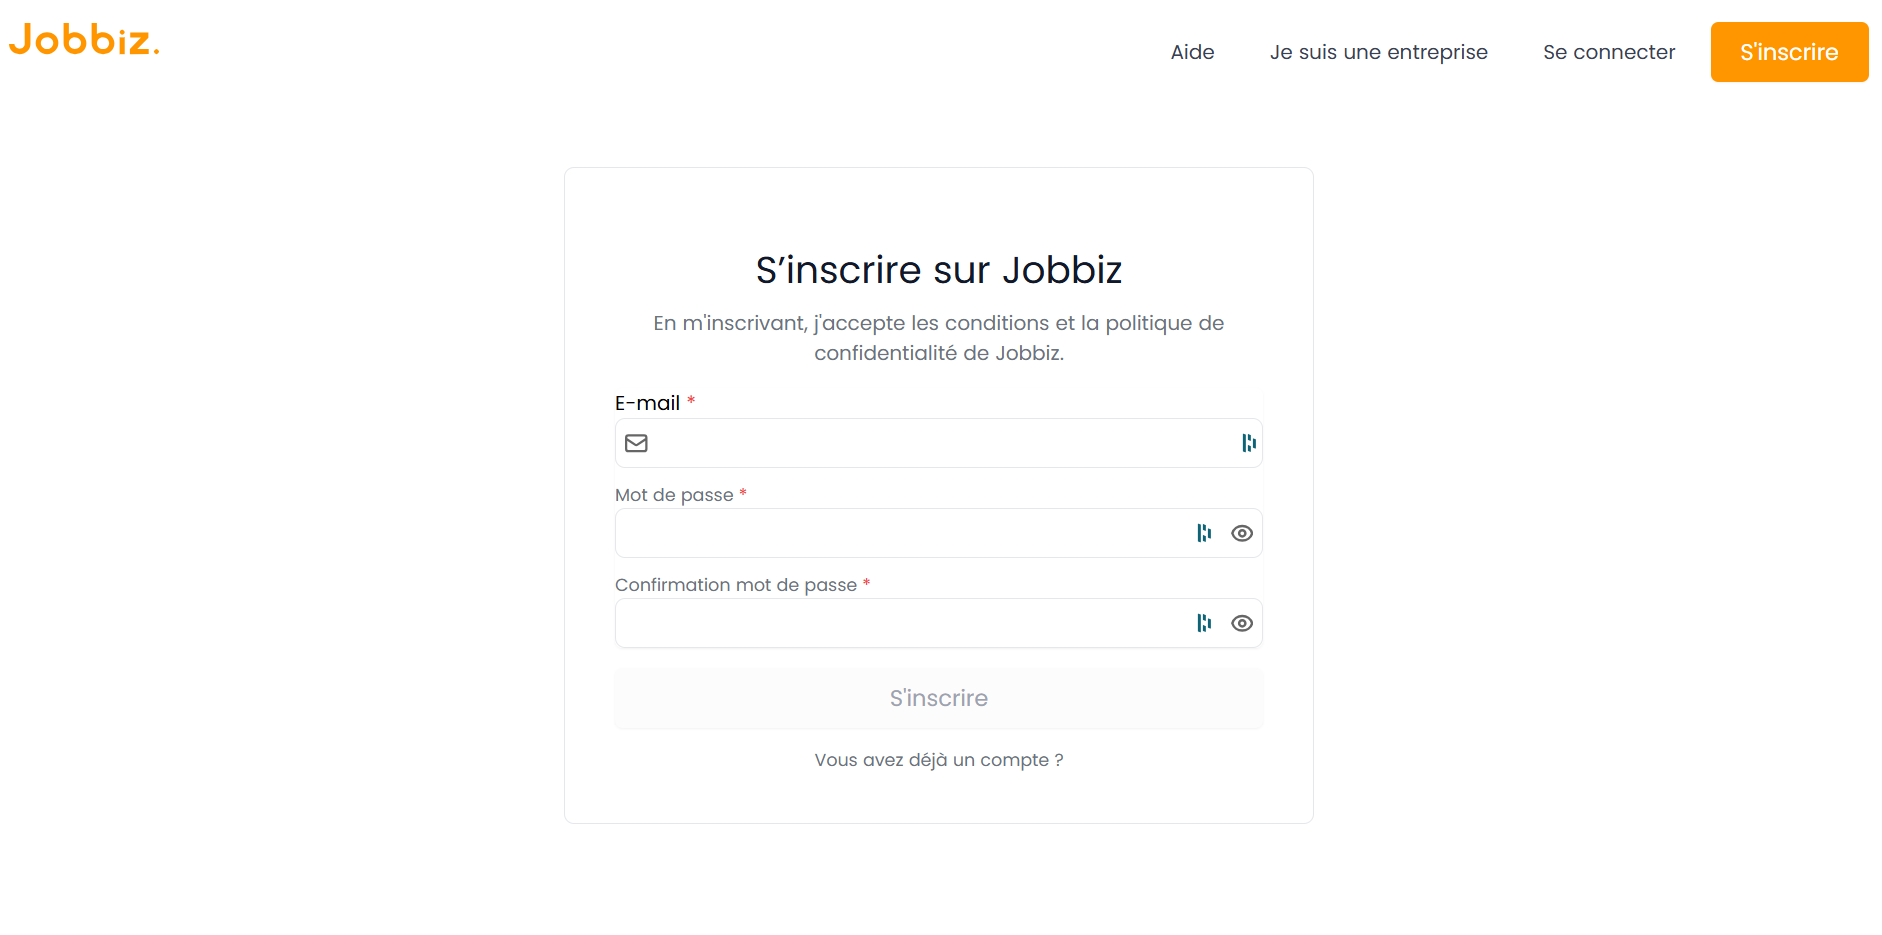 Jobbiz.
Aide
Je suis une entreprise
Se connecter
S'inscrire
S’inscrire sur Jobbiz
En m'inscrivant, j'accepte les conditions et la politique de
confidentialité de Jobbiz.
E-mail *
Mot de passe *
Confirmation mot de passe *
S'inscrire
Vous avez déjà un compte ?